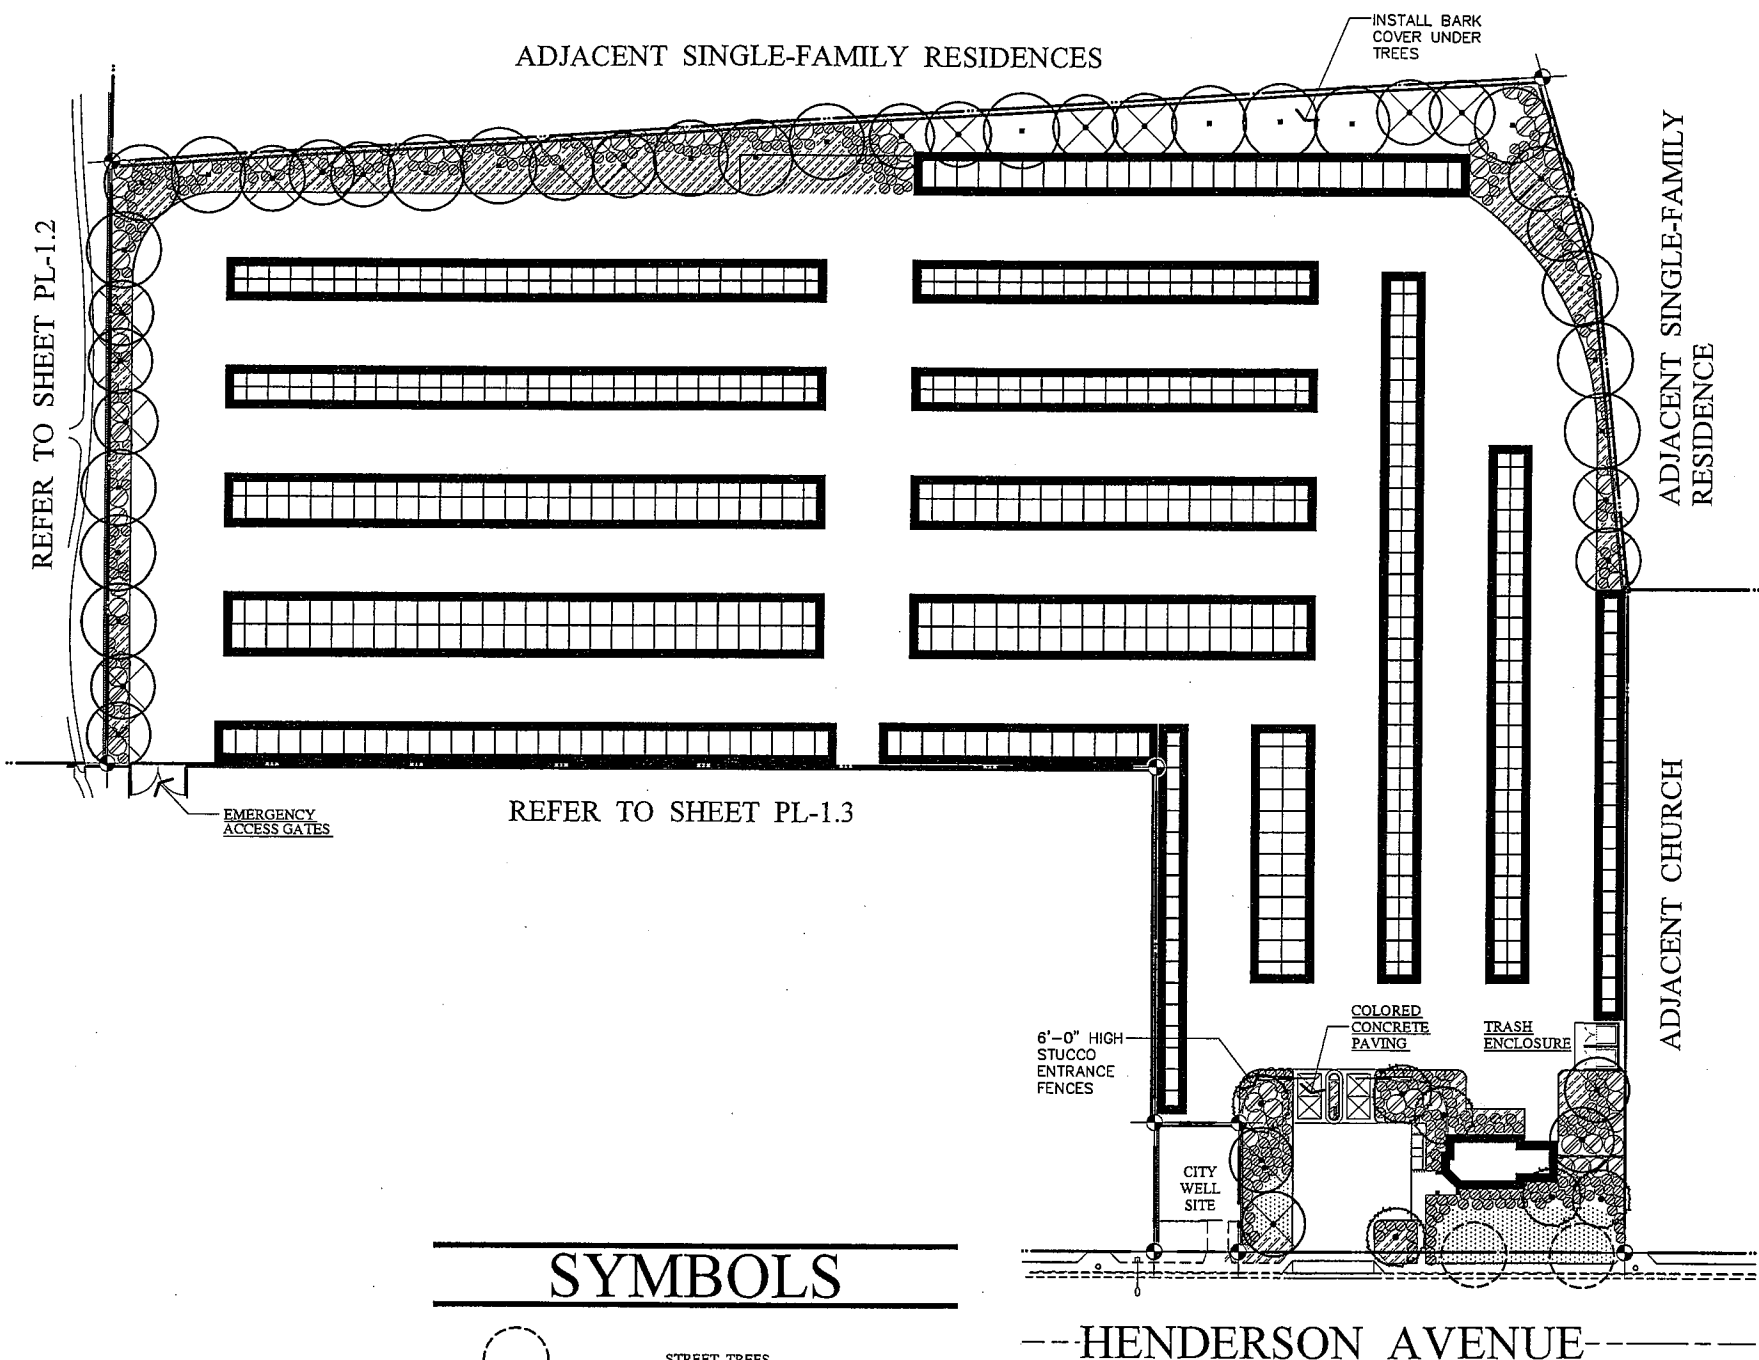 INSTALL BARK
COVER UNDER
TREES
ADJACENT SINGLE-FAMILY RESIDENCES
ADJACENT SINGLE-FAMILY
RESIDENCE
REFER TO SHEET PL-1.2
EMERGENCY
ACCESS GATES
REFER TO SHEET PL-1.3
ADJACENT CHURCH
6'-0" HIGH
STUCCO
ENTRANCE
FENCES
COLORED
CONCRETE
PAVING
TRASH
ENCLOSURE
CITY
WELL
SITE
SYMBOLS
HENDERSON AVENUE
STREET TREES